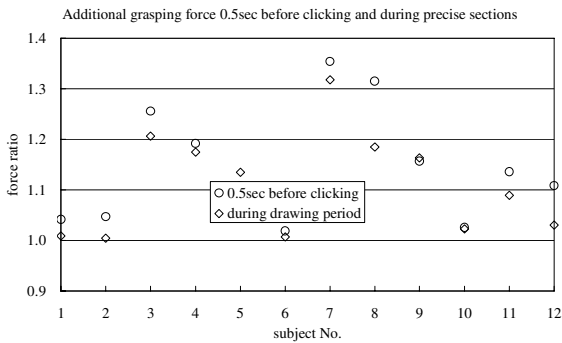 Additional grasping force 0.5sec before clicking and during precise sections
1.4
1.3
1.2
1.1
1.0
0.9
force ratio
0.5sec before clicking
during drawing period
1 2 3 4 5 6 7 8 9 10 11 12
subject No.